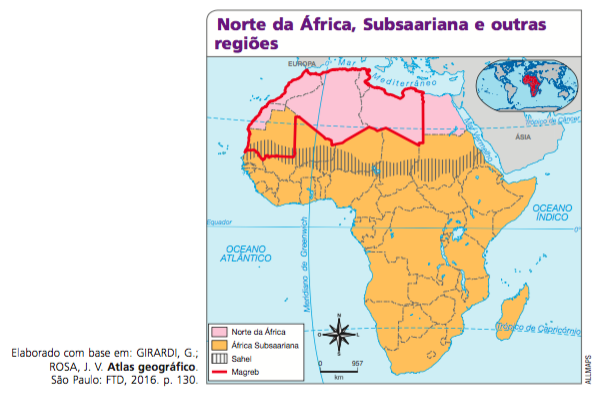 Norte da África, Subsaariana e outras
regiões
EUROPA
Mar Mediterrâneo
Trópico de Câncer
ÁSIA
OCEANO
ÍNDICO
Equador
0°
OCEANO
ATLÂNTICO
Meridiano de Greenwich
Trópico de Capricórnio
Norte da África
África Subsaariana
Sahel
Magreb
N
O
L
S
0
957
km
ALLMAPS
Elaborado com base em: GIRARDI, G.;
ROSA, J. V. Atlas geográfico.
São Paulo: FTD, 2016. p. 130.